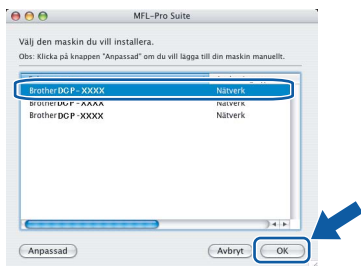 MFL-Pro Suite
Välj den maskin du vill installera.
Obs: Klicka på knappen "Anpassad" om du vill lägga till din maskin manuellt.
Brother DCP-XXXX Nätverk
Brother DCP-XXXX Nätverk
Brother DCP-XXXX Nätverk
Anpassad Avbryt OK